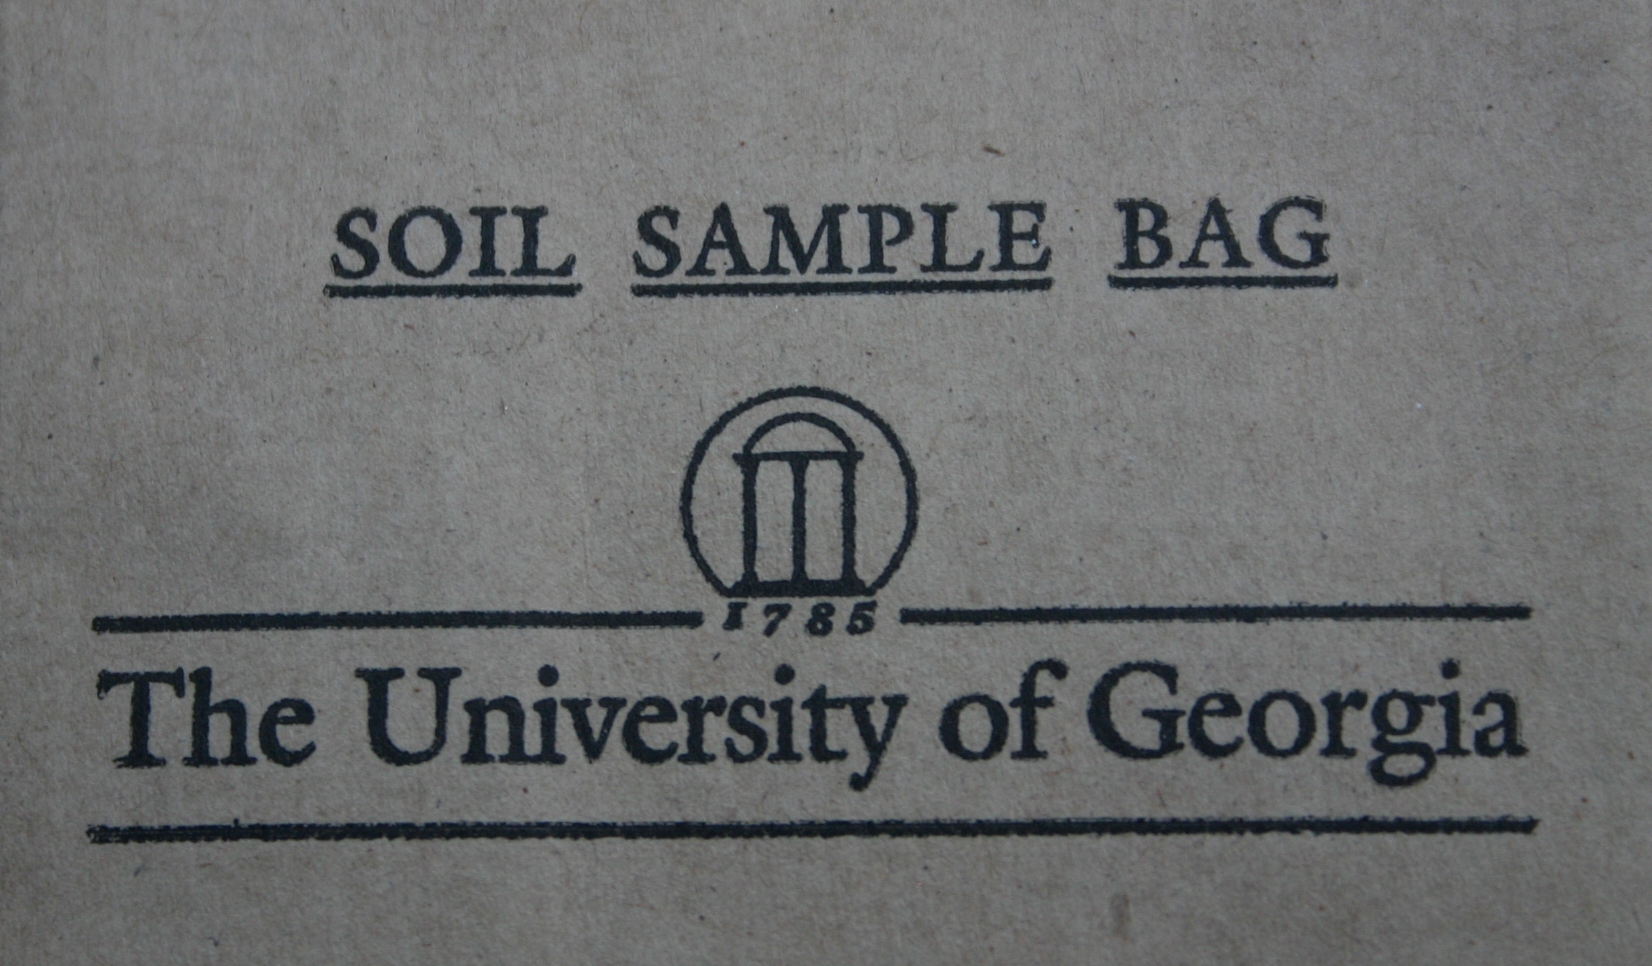 SOIL SAMPLE BAG
1785
The University of Georgia